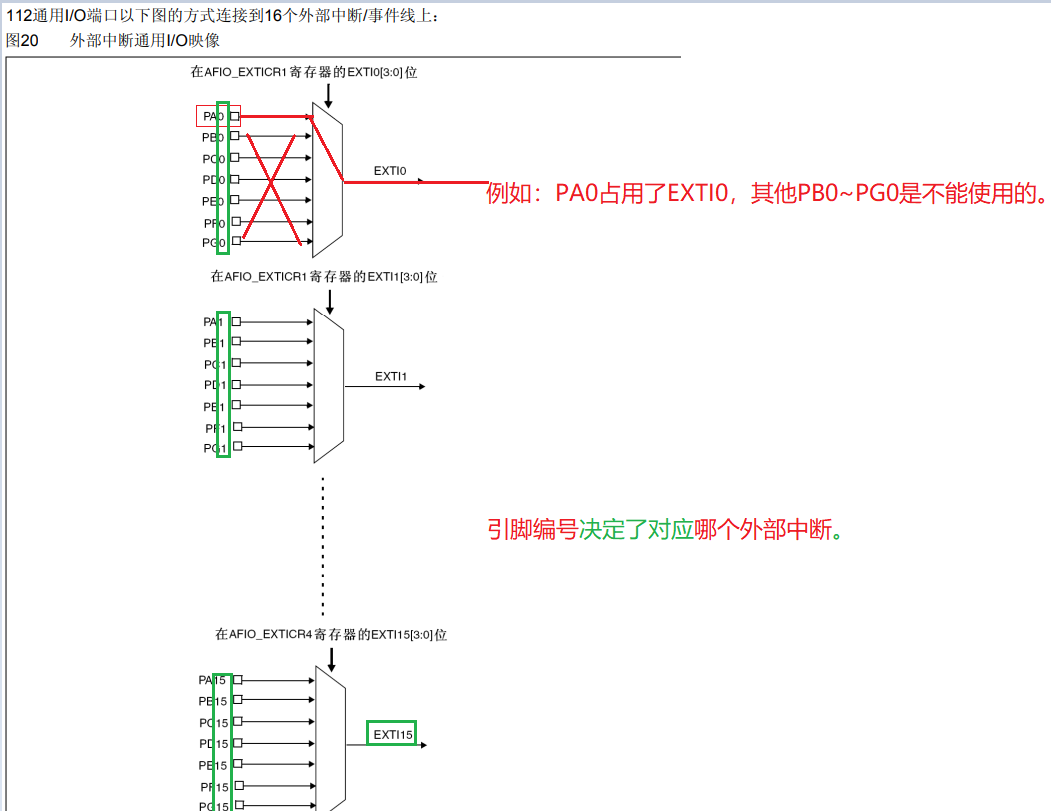 112通用I/O端口以下图的方式连接到16个外部中断/事件线上：
图20 外部中断通用I/O映像
在AFIO_EXTICR1寄存器的EXTI0[3:0]位
PA0
PB0
PC0
PD0
PE0
PF0
PG0
EXTI0
例如：PA0占用了EXTI0，其他PB0~PG0是不能使用的。
在AFIO_EXTICR1寄存器的EXTI1[3:0]位
PA1
PB1
PC1
PD1
PE1
PF1
PG1
EXTI1
引脚编号决定了对应哪个外部中断。
在AFIO_EXTICR4寄存器的EXTI15[3:0]位
PA15
PB15
PC15
PD15
PE15
PF15
PG15
EXTI15